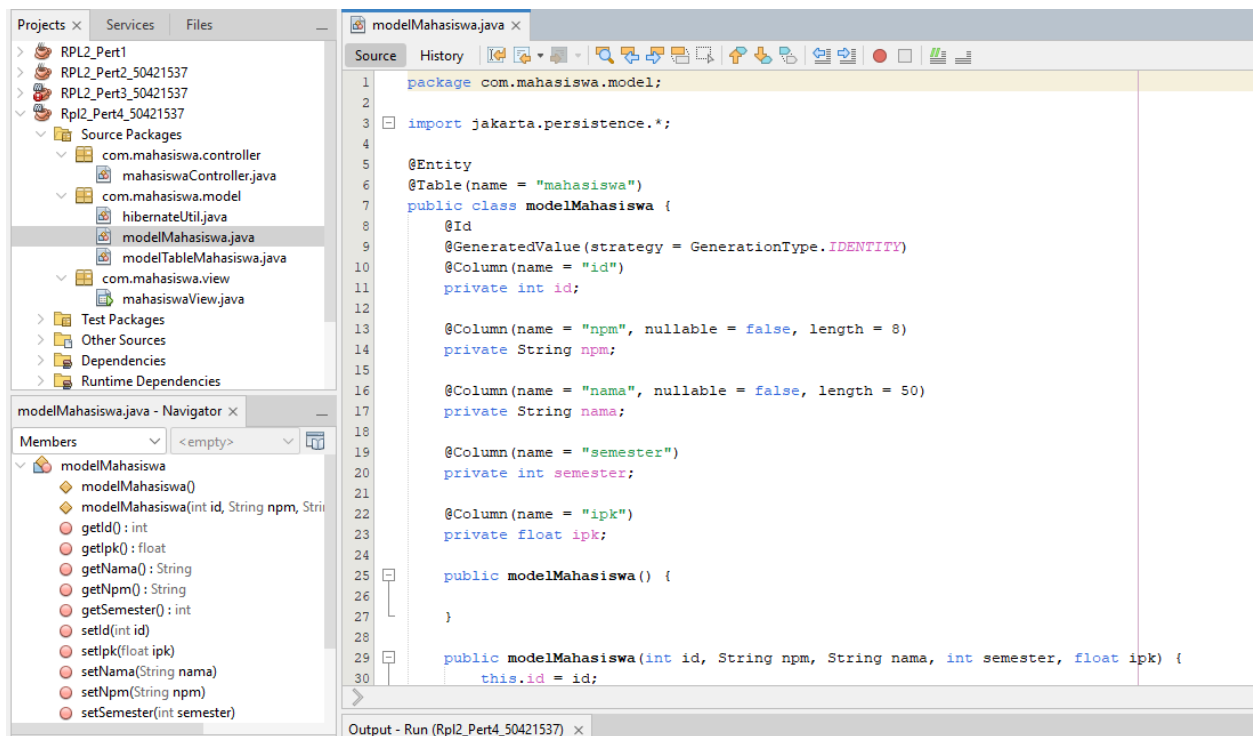 Projects × Services Files
RPL2_Pert1
RPL2_Pert2_50421537
RPL2_Pert3_50421537
Rpl2_Pert4_50421537
Source Packages
com.mahasiswa.controller
mahasiswaController.java
com.mahasiswa.model
hibernateUtil.java
modelMahasiswa.java
modelTableMahasiswa.java
com.mahasiswa.view
mahasiswaView.java
Test Packages
Other Sources
Dependencies
Runtime Dependencies
modelMahasiswa.java - Navigator ×
Members <empty>
modelMahasiswa
modelMahasiswa()
modelMahasiswa(int id, String npm, Stri
getId() : int
getIpk() : float
getNama() : String
getNpm() : String
getSemester() : int
setId(int id)
setIpk(float ipk)
setNama(String nama)
setNpm(String npm)
setSemester(int semester)
modelMahasiswa.java ×
Source History
1 package com.mahasiswa.model;
2
3 import jakarta.persistence.*;
4
5 @Entity
6 @Table(name = "mahasiswa")
7 public class modelMahasiswa {
8 @Id
9 @GeneratedValue(strategy = GenerationType.IDENTITY)
10 @Column(name = "id")
11 private int id;
12
13 @Column(name = "npm", nullable = false, length = 8)
14 private String npm;
15
16 @Column(name = "nama", nullable = false, length = 50)
17 private String nama;
18
19 @Column(name = "semester")
20 private int semester;
21
22 @Column(name = "ipk")
23 private float ipk;
24
25 public modelMahasiswa() {
26
27 }
28
29 public modelMahasiswa(int id, String npm, String nama, int semester, float ipk) {
30 this.id = id;
Output - Run (Rpl2_Pert4_50421537) ×